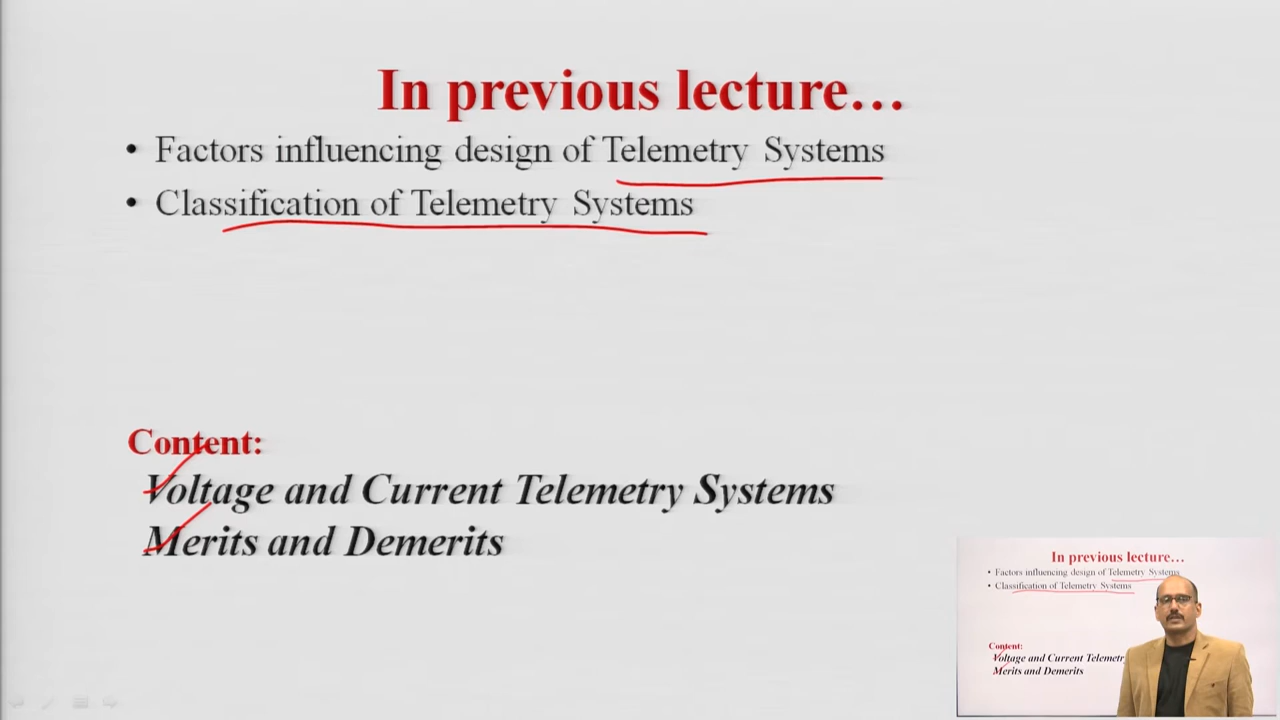 In previous lecture…
• Factors influencing design of Telemetry Systems
• Classification of Telemetry Systems
Content:
Voltage and Current Telemetry Systems
Merits and Demerits
In previous lecture…
• Factors influencing design of Telemetry Systems
• Classification of Telemetry Systems
Content:
Voltage and Current Telemetr
Merits and Demerits